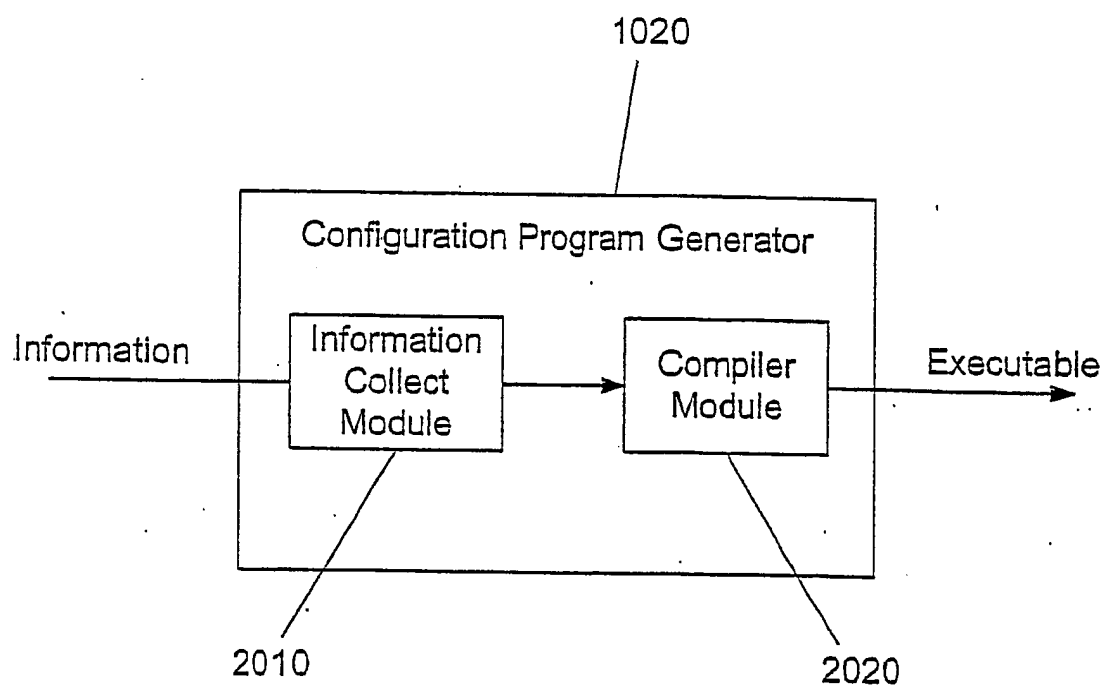 1020
Configuration Program Generator
Information
Information
Collect
Module
Compiler
Module
Executable
2010
2020